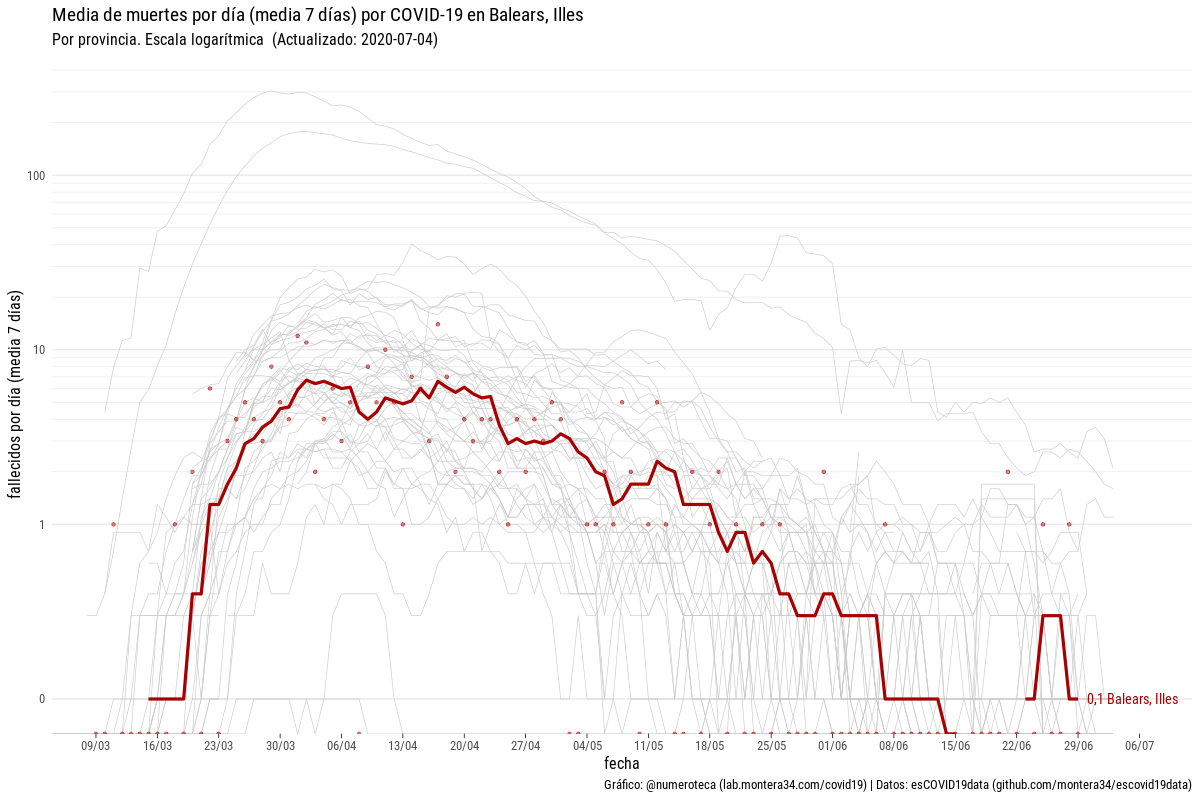 Media de muertes por día (media 7 días) por COVID-19 en Balears, Illes
Por provincia. Escala logarítmica (Actualizado: 2020-07-04)
fallecidos por día (media 7 días)
100
10
1
0
0,1 Balears, Illes
09/03 16/03 23/03 30/03 06/04 13/04 20/04 27/04 04/05 11/05 18/05 25/05 01/06 08/06 15/06 22/06 29/06 06/07
fecha
Gráfico: @numeroteca (lab.montera34.com/covid19) | Datos: esCOVID19data (github.com/montera34/escovid19data)